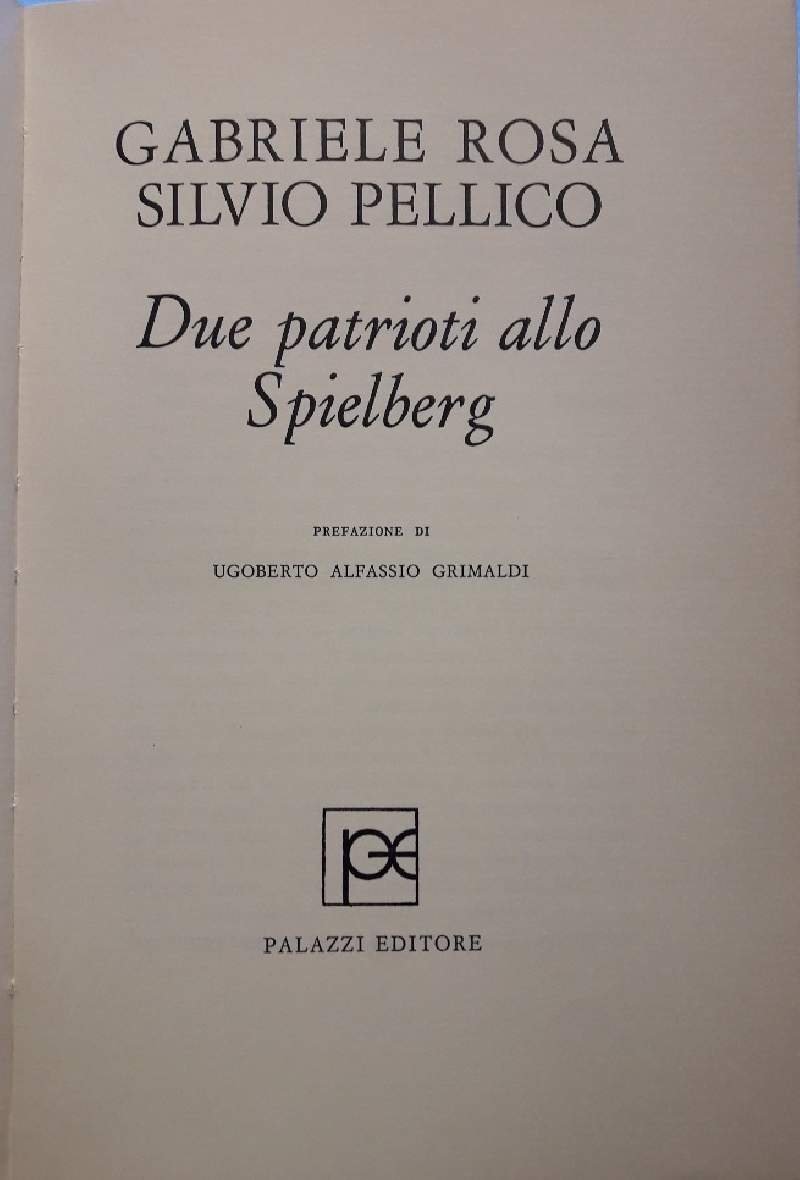 GABRIELE ROSA
SILVIO PELLICO
Due patrioti allo
Spielberg
PREFAZIONE DI
UGOBERTO ALFASSIO GRIMALDI
PE
PALAZZI EDITORE